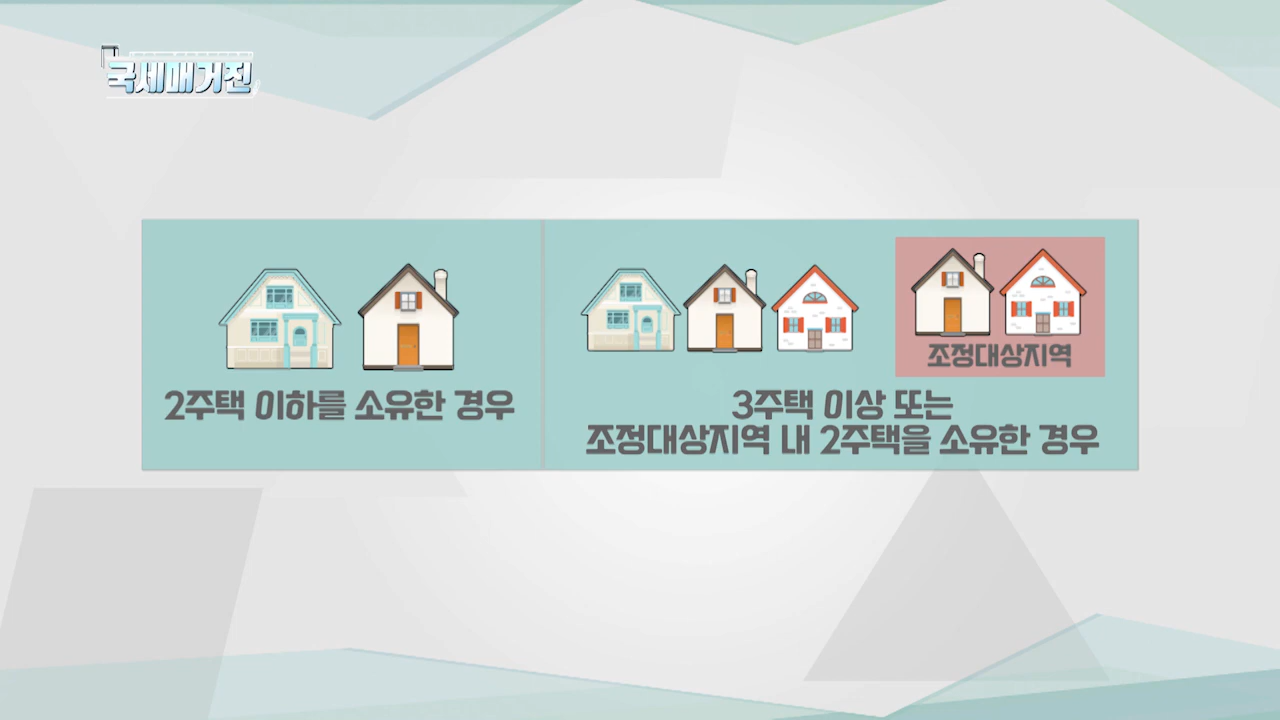 국세매거진
2주택 이하를 소유한 경우
조정대상지역
3주택 이상 또는
조정대상지역 내 2주택을 소유한 경우